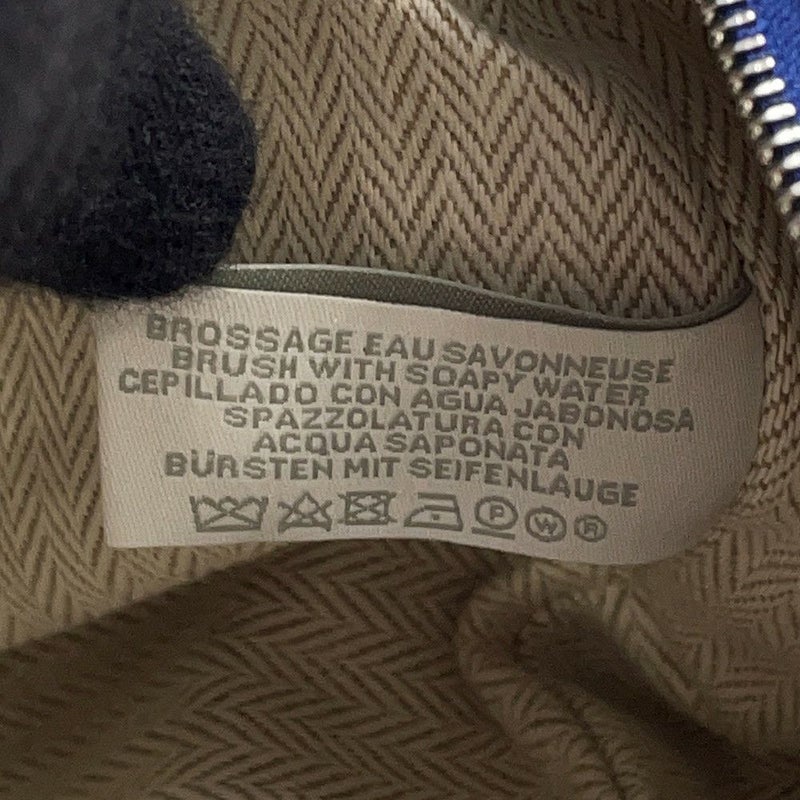 BROSSAGE EAU SAVONNEUSE
BRUSH WITH SOAPY WATER
CEPILLADO CON AGUA JABONOSA
SPAZZOLATURA CON
ACQUA SAPONATA
BÜRSTEN MIT SEIFENLAUGE
P W R